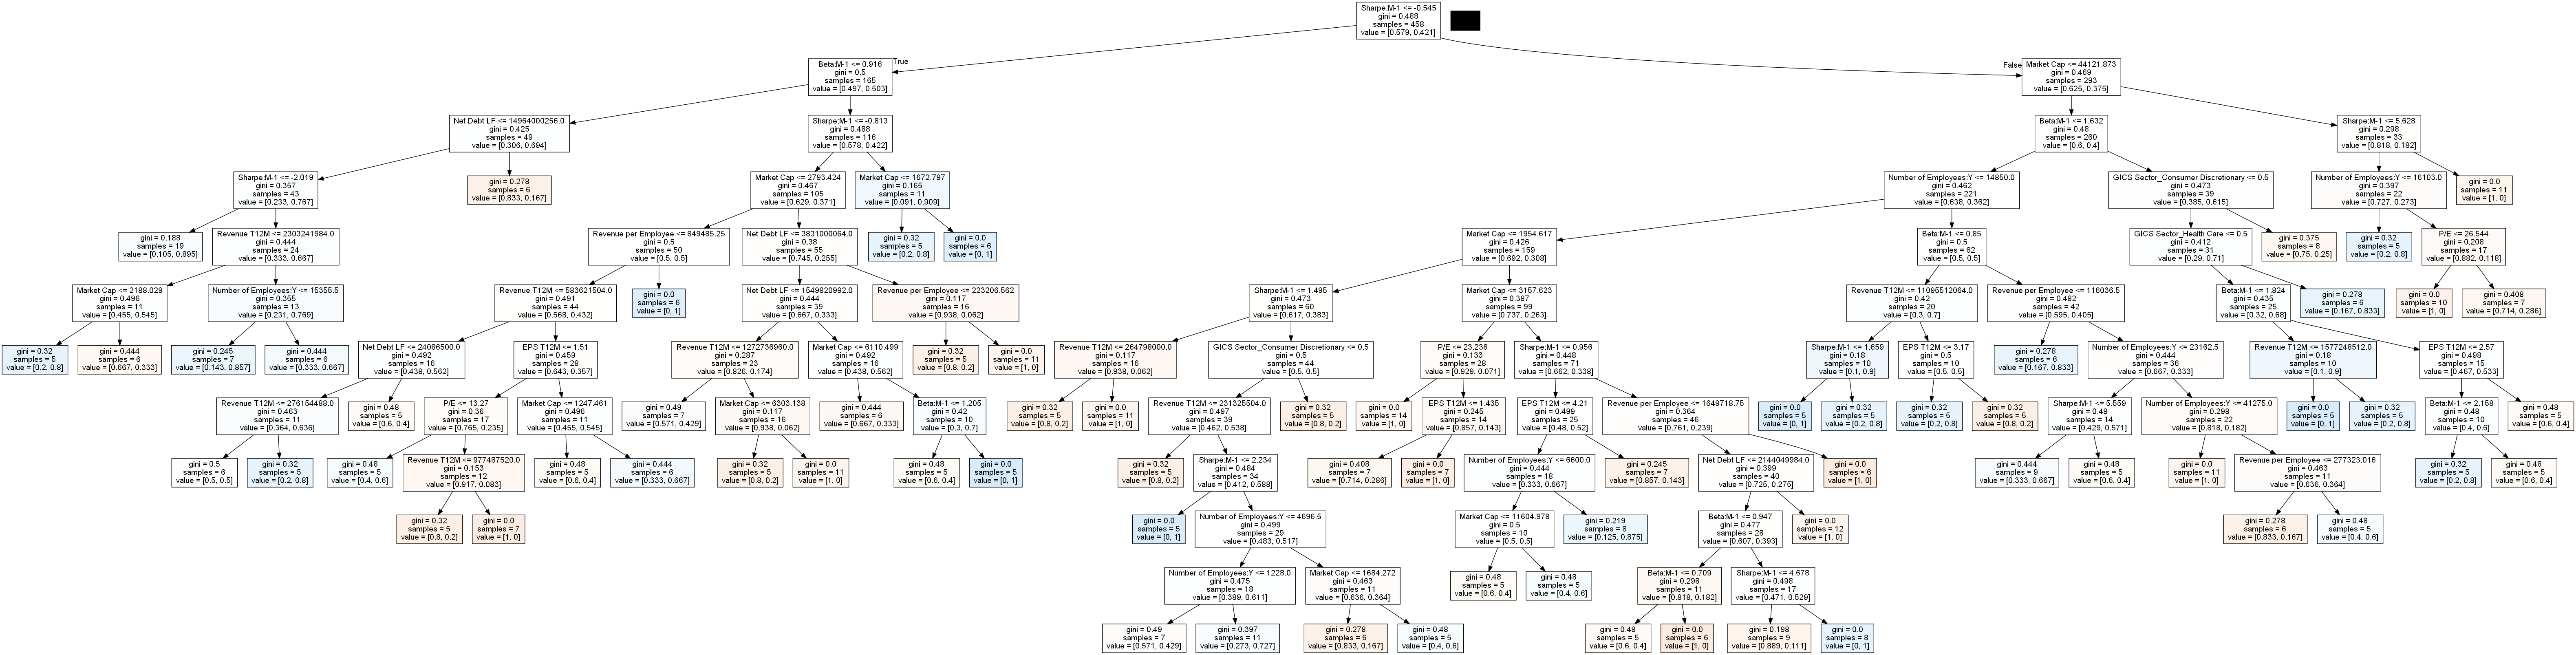 Sharpe:M-1 <= -0.545
gini = 0.488
samples = 458
value = [0.579, 0.421]
True
False
Beta:M-1 <= 0.916
gini = 0.5
samples = 165
value = [0.497, 0.503]
Market Cap <= 44121.873
gini = 0.469
samples = 293
value = [0.625, 0.375]
Net Debt LF <= 14964000256.0
gini = 0.425
samples = 49
value = [0.306, 0.694]
Sharpe:M-1 <= -0.813
gini = 0.488
samples = 116
value = [0.578, 0.422]
Beta:M-1 <= 1.632
gini = 0.48
samples = 260
value = [0.6, 0.4]
Sharpe:M-1 <= 5.628
gini = 0.298
samples = 33
value = [0.818, 0.182]
Sharpe:M-1 <= -2.019
gini = 0.357
samples = 43
value = [0.233, 0.767]
gini = 0.278
samples = 6
value = [0.833, 0.167]
Market Cap <= 2793.424
gini = 0.467
samples = 105
value = [0.629, 0.371]
Market Cap <= 1672.797
gini = 0.165
samples = 11
value = [0.091, 0.909]
Number of Employees:Y <= 14850.0
gini = 0.462
samples = 221
value = [0.638, 0.362]
GICS Sector_Consumer Discretionary <= 0.5
gini = 0.473
samples = 39
value = [0.385, 0.615]
Number of Employees:Y <= 16103.0
gini = 0.397
samples = 22
value = [0.727, 0.273]
gini = 0.0
samples = 11
value = [1, 0]
gini = 0.188
samples = 19
value = [0.105, 0.895]
Revenue T12M <= 2303241984.0
gini = 0.444
samples = 24
value = [0.333, 0.667]
Revenue per Employee <= 849485.25
gini = 0.5
samples = 50
value = [0.5, 0.5]
Net Debt LF <= 3831000064.0
gini = 0.38
samples = 55
value = [0.745, 0.255]
gini = 0.32
samples = 5
value = [0.2, 0.8]
gini = 0.0
samples = 6
value = [0, 1]
Market Cap <= 1954.617
gini = 0.426
samples = 159
value = [0.692, 0.308]
Beta:M-1 <= 0.85
gini = 0.5
samples = 62
value = [0.5, 0.5]
GICS Sector_Health Care <= 0.5
gini = 0.412
samples = 31
value = [0.29, 0.71]
gini = 0.375
samples = 8
value = [0.75, 0.25]
gini = 0.32
samples = 5
value = [0.2, 0.8]
P/E <= 26.544
gini = 0.208
samples = 17
value = [0.882, 0.118]
Market Cap <= 2188.029
gini = 0.496
samples = 11
value = [0.455, 0.545]
Number of Employees:Y <= 15355.5
gini = 0.355
samples = 13
value = [0.231, 0.769]
Revenue T12M <= 583621504.0
gini = 0.491
samples = 44
value = [0.568, 0.432]
gini = 0.0
samples = 6
value = [0, 1]
Net Debt LF <= 1549820992.0
gini = 0.444
samples = 39
value = [0.667, 0.333]
Revenue per Employee <= 223206.562
gini = 0.117
samples = 16
value = [0.938, 0.062]
Sharpe:M-1 <= 1.495
gini = 0.473
samples = 60
value = [0.617, 0.383]
Market Cap <= 3157.623
gini = 0.387
samples = 99
value = [0.737, 0.263]
Revenue T12M <= 11095512064.0
gini = 0.42
samples = 20
value = [0.3, 0.7]
Revenue per Employee <= 116036.5
gini = 0.482
samples = 42
value = [0.595, 0.405]
Beta:M-1 <= 1.824
gini = 0.435
samples = 25
value = [0.32, 0.68]
gini = 0.278
samples = 6
value = [0.167, 0.833]
gini = 0.0
samples = 10
value = [1, 0]
gini = 0.408
samples = 7
value = [0.714, 0.286]
gini = 0.32
samples = 5
value = [0.2, 0.8]
gini = 0.444
samples = 6
value = [0.667, 0.333]
gini = 0.245
samples = 7
value = [0.143, 0.857]
gini = 0.444
samples = 6
value = [0.333, 0.667]
Net Debt LF <= 24086500.0
gini = 0.492
samples = 16
value = [0.438, 0.562]
EPS T12M <= 1.51
gini = 0.459
samples = 28
value = [0.643, 0.357]
Revenue T12M <= 1272736960.0
gini = 0.287
samples = 23
value = [0.826, 0.174]
Market Cap <= 6110.499
gini = 0.492
samples = 16
value = [0.438, 0.562]
gini = 0.32
samples = 5
value = [0.8, 0.2]
gini = 0.0
samples = 11
value = [1, 0]
Revenue T12M <= 264798000.0
gini = 0.117
samples = 16
value = [0.938, 0.062]
GICS Sector_Consumer Discretionary <= 0.5
gini = 0.5
samples = 44
value = [0.5, 0.5]
P/E <= 23.236
gini = 0.133
samples = 28
value = [0.929, 0.071]
Sharpe:M-1 <= 0.956
gini = 0.448
samples = 71
value = [0.662, 0.338]
Sharpe:M-1 <= 1.659
gini = 0.18
samples = 10
value = [0.1, 0.9]
EPS T12M <= 3.17
gini = 0.5
samples = 10
value = [0.5, 0.5]
gini = 0.278
samples = 6
value = [0.167, 0.833]
Number of Employees:Y <= 23162.5
gini = 0.444
samples = 36
value = [0.667, 0.333]
Revenue T12M <= 1577248512.0
gini = 0.18
samples = 10
value = [0.1, 0.9]
EPS T12M <= 2.57
gini = 0.498
samples = 15
value = [0.467, 0.533]
Revenue T12M <= 276154488.0
gini = 0.463
samples = 11
value = [0.364, 0.636]
gini = 0.48
samples = 5
value = [0.6, 0.4]
P/E <= 13.27
gini = 0.36
samples = 17
value = [0.765, 0.235]
Market Cap <= 1247.461
gini = 0.496
samples = 11
value = [0.455, 0.545]
gini = 0.49
samples = 7
value = [0.571, 0.429]
Market Cap <= 6303.138
gini = 0.117
samples = 16
value = [0.938, 0.062]
gini = 0.444
samples = 6
value = [0.667, 0.333]
Beta:M-1 <= 1.205
gini = 0.42
samples = 10
value = [0.3, 0.7]
gini = 0.32
samples = 5
value = [0.8, 0.2]
gini = 0.0
samples = 11
value = [1, 0]
Revenue T12M <= 231325504.0
gini = 0.497
samples = 39
value = [0.462, 0.538]
gini = 0.32
samples = 5
value = [0.8, 0.2]
gini = 0.0
samples = 14
value = [1, 0]
EPS T12M <= 1.435
gini = 0.245
samples = 14
value = [0.857, 0.143]
EPS T12M <= 4.21
gini = 0.499
samples = 25
value = [0.48, 0.52]
Revenue per Employee <= 1649718.75
gini = 0.364
samples = 46
value = [0.761, 0.239]
gini = 0.0
samples = 5
value = [0, 1]
gini = 0.32
samples = 5
value = [0.2, 0.8]
gini = 0.32
samples = 5
value = [0.2, 0.8]
gini = 0.32
samples = 5
value = [0.8, 0.2]
Sharpe:M-1 <= 5.559
gini = 0.49
samples = 14
value = [0.429, 0.571]
Number of Employees:Y <= 41275.0
gini = 0.298
samples = 22
value = [0.818, 0.182]
gini = 0.0
samples = 5
value = [0, 1]
gini = 0.32
samples = 5
value = [0.2, 0.8]
Beta:M-1 <= 2.158
gini = 0.48
samples = 10
value = [0.4, 0.6]
gini = 0.48
samples = 5
value = [0.6, 0.4]
gini = 0.5
samples = 6
value = [0.5, 0.5]
gini = 0.32
samples = 5
value = [0.2, 0.8]
gini = 0.48
samples = 5
value = [0.4, 0.6]
Revenue T12M <= 977487520.0
gini = 0.153
samples = 12
value = [0.917, 0.083]
gini = 0.48
samples = 5
value = [0.6, 0.4]
gini = 0.444
samples = 6
value = [0.333, 0.667]
gini = 0.32
samples = 5
value = [0.8, 0.2]
gini = 0.0
samples = 11
value = [1, 0]
gini = 0.48
samples = 5
value = [0.6, 0.4]
gini = 0.0
samples = 5
value = [0, 1]
gini = 0.32
samples = 5
value = [0.8, 0.2]
Sharpe:M-1 <= 2.234
gini = 0.484
samples = 34
value = [0.412, 0.588]
gini = 0.408
samples = 7
value = [0.714, 0.286]
gini = 0.0
samples = 7
value = [1, 0]
Number of Employees:Y <= 6600.0
gini = 0.444
samples = 18
value = [0.333, 0.667]
gini = 0.245
samples = 7
value = [0.857, 0.143]
Net Debt LF <= 2144049984.0
gini = 0.399
samples = 40
value = [0.725, 0.275]
gini = 0.0
samples = 6
value = [1, 0]
gini = 0.444
samples = 9
value = [0.333, 0.667]
gini = 0.48
samples = 5
value = [0.6, 0.4]
gini = 0.0
samples = 11
value = [1, 0]
Revenue per Employee <= 277323.016
gini = 0.463
samples = 11
value = [0.636, 0.364]
gini = 0.32
samples = 5
value = [0.2, 0.8]
gini = 0.48
samples = 5
value = [0.6, 0.4]
gini = 0.32
samples = 5
value = [0.8, 0.2]
gini = 0.0
samples = 7
value = [1, 0]
gini = 0.0
samples = 5
value = [0, 1]
Number of Employees:Y <= 4696.5
gini = 0.499
samples = 29
value = [0.483, 0.517]
Market Cap <= 11604.978
gini = 0.5
samples = 10
value = [0.5, 0.5]
gini = 0.219
samples = 8
value = [0.125, 0.875]
Beta:M-1 <= 0.947
gini = 0.477
samples = 28
value = [0.607, 0.393]
gini = 0.0
samples = 12
value = [1, 0]
gini = 0.278
samples = 6
value = [0.833, 0.167]
gini = 0.48
samples = 5
value = [0.4, 0.6]
Number of Employees:Y <= 1228.0
gini = 0.475
samples = 18
value = [0.389, 0.611]
Market Cap <= 1684.272
gini = 0.463
samples = 11
value = [0.636, 0.364]
gini = 0.48
samples = 5
value = [0.6, 0.4]
gini = 0.48
samples = 5
value = [0.4, 0.6]
Beta:M-1 <= 0.709
gini = 0.298
samples = 11
value = [0.818, 0.182]
Sharpe:M-1 <= 4.678
gini = 0.498
samples = 17
value = [0.471, 0.529]
gini = 0.49
samples = 7
value = [0.571, 0.429]
gini = 0.397
samples = 11
value = [0.273, 0.727]
gini = 0.278
samples = 6
value = [0.833, 0.167]
gini = 0.48
samples = 5
value = [0.4, 0.6]
gini = 0.48
samples = 5
value = [0.6, 0.4]
gini = 0.0
samples = 6
value = [1, 0]
gini = 0.198
samples = 9
value = [0.889, 0.111]
gini = 0.0
samples = 8
value = [0, 1]